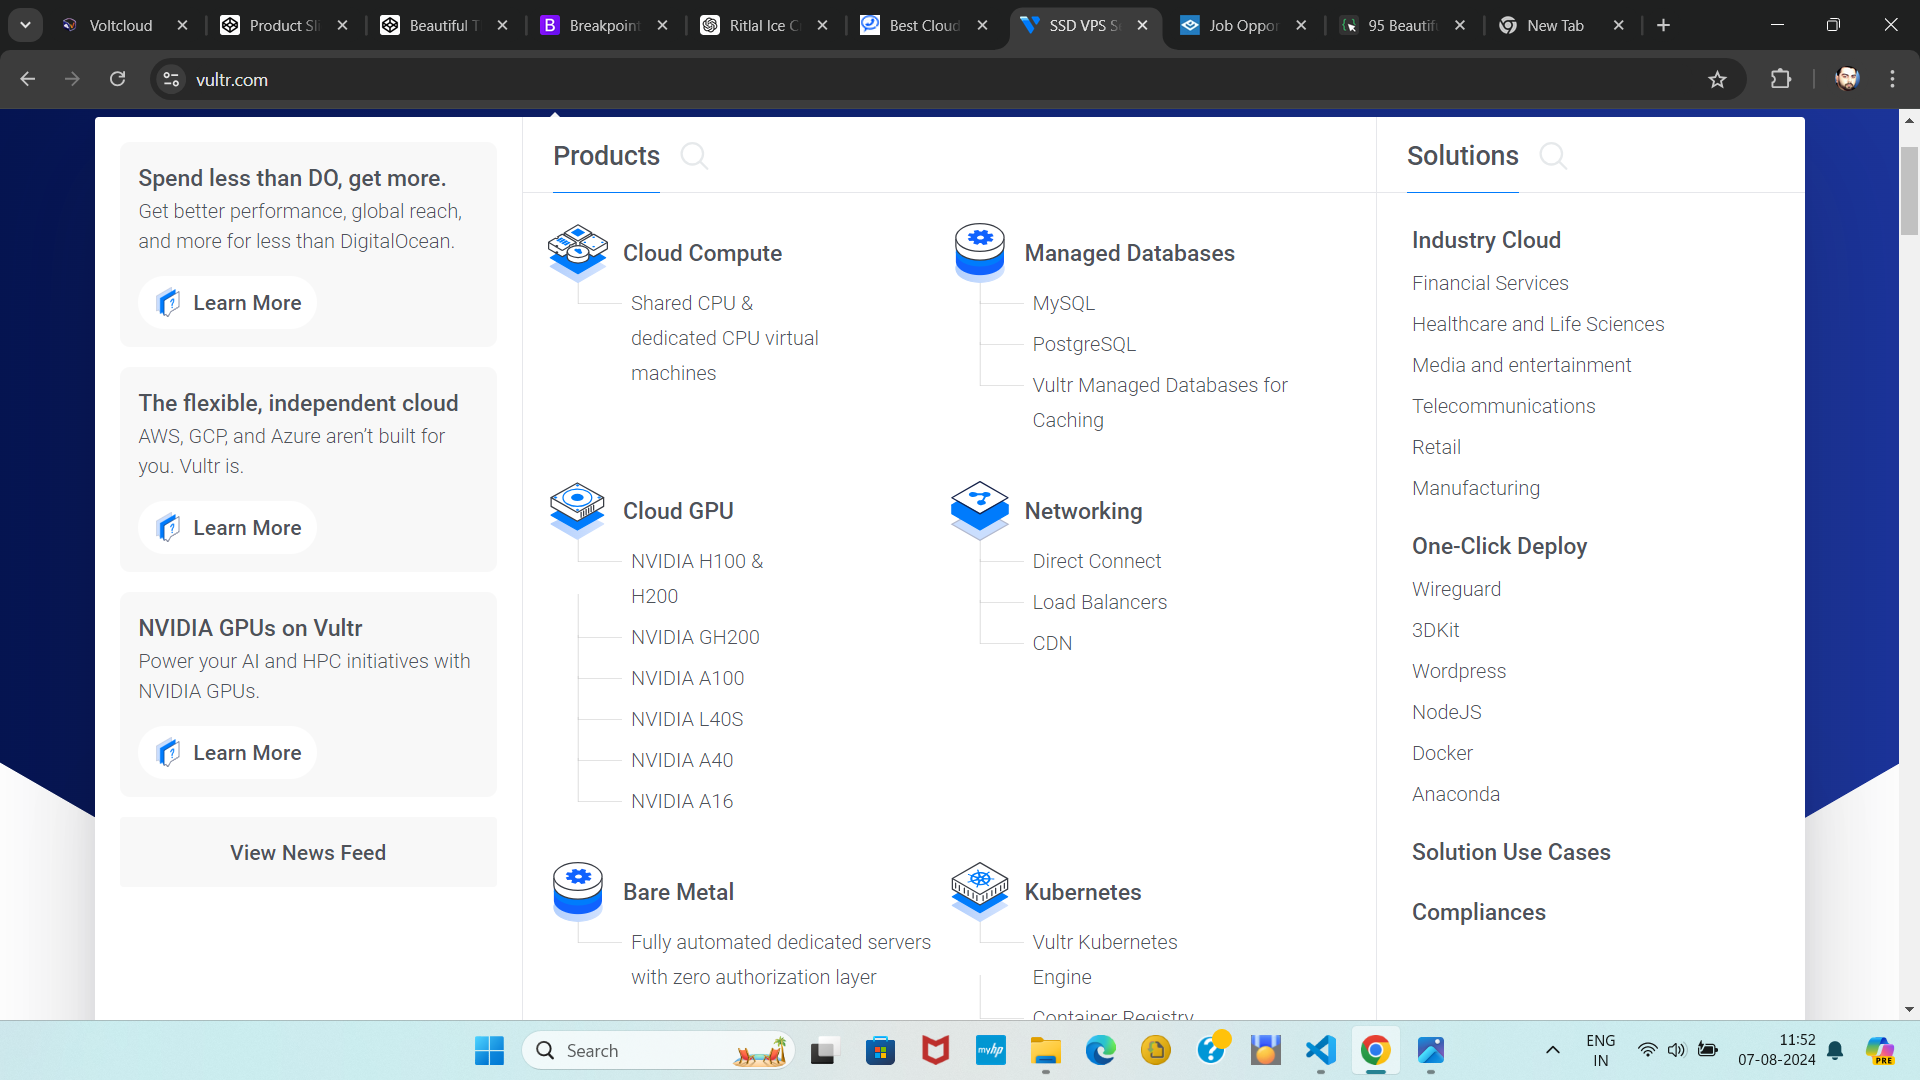 Voltcloud
Product Sli
Beautiful T
Breakpoint
Ritlal Ice C
Best Cloud
SSD VPS Se
Job Oppor
95 Beautif
New Tab
vultr.com
Spend less than DO, get more.
Get better performance, global reach,
and more for less than DigitalOcean.
Learn More
The flexible, independent cloud
AWS, GCP, and Azure aren’t built for
you. Vultr is.
Learn More
NVIDIA GPUs on Vultr
Power your AI and HPC initiatives with
NVIDIA GPUs.
Learn More
View News Feed
Products
Cloud Compute
Shared CPU &
dedicated CPU virtual
machines
Managed Databases
MySQL
PostgreSQL
Vultr Managed Databases for
Caching
Cloud GPU
NVIDIA H100 &
H200
NVIDIA GH200
NVIDIA A100
NVIDIA L40S
NVIDIA A40
NVIDIA A16
Networking
Direct Connect
Load Balancers
CDN
Bare Metal
Fully automated dedicated servers
with zero authorization layer
Kubernetes
Vultr Kubernetes
Engine
Container Registry
Solutions
Industry Cloud
Financial Services
Healthcare and Life Sciences
Media and entertainment
Telecommunications
Retail
Manufacturing
One-Click Deploy
Wireguard
3DKit
Wordpress
NodeJS
Docker
Anaconda
Solution Use Cases
Compliances
Search
myhp
ENG
IN
11:52
07-08-2024
PRE